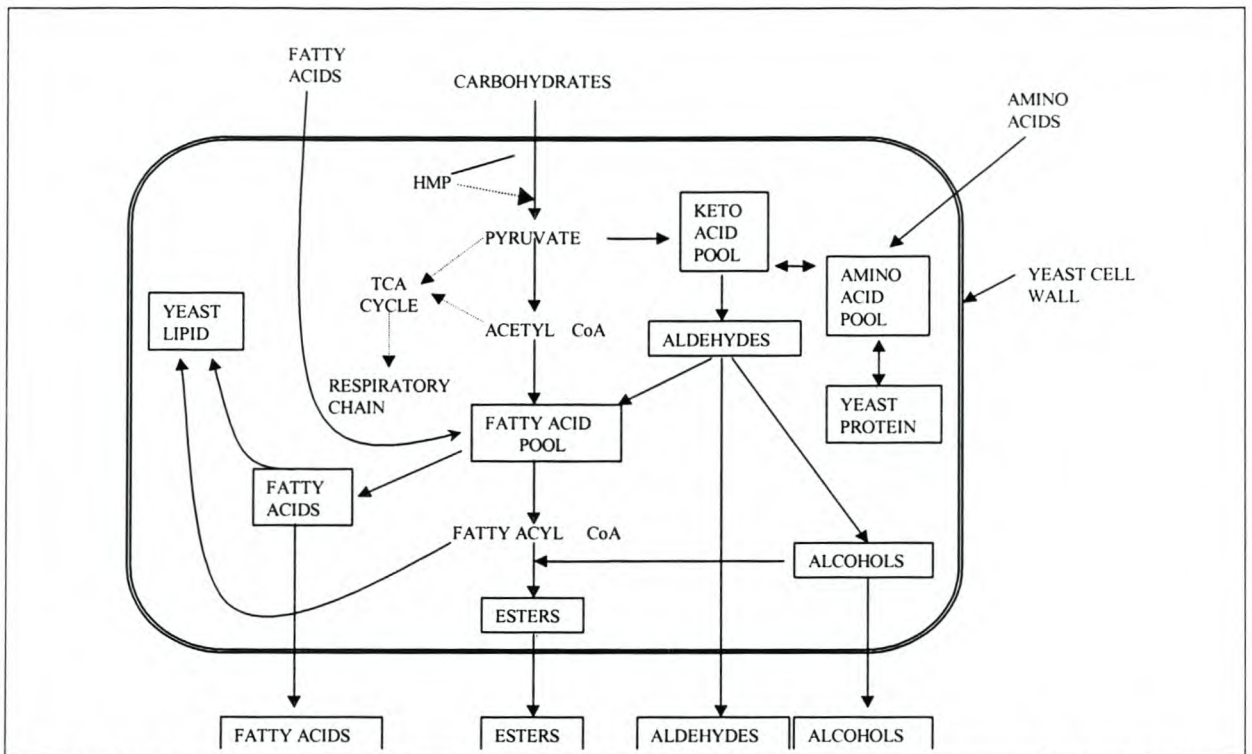 FATTY
ACIDS
CARBOHYDRATES
AMINO
ACIDS
HMP
KETO
ACID
POOL
PYRUVATE
TCA
CYCLE
AMINO
ACID
POOL
YEAST CELL
WALL
YEAST
LIPID
ACETYL CoA
ALDEHYDES
RESPIRATORY
CHAIN
YEAST
PROTEIN
FATTY ACID
POOL
FATTY
ACIDS
FATTY ACYL CoA
ALCOHOLS
ESTERS
FATTY ACIDS
ESTERS
ALDEHYDES
ALCOHOLS